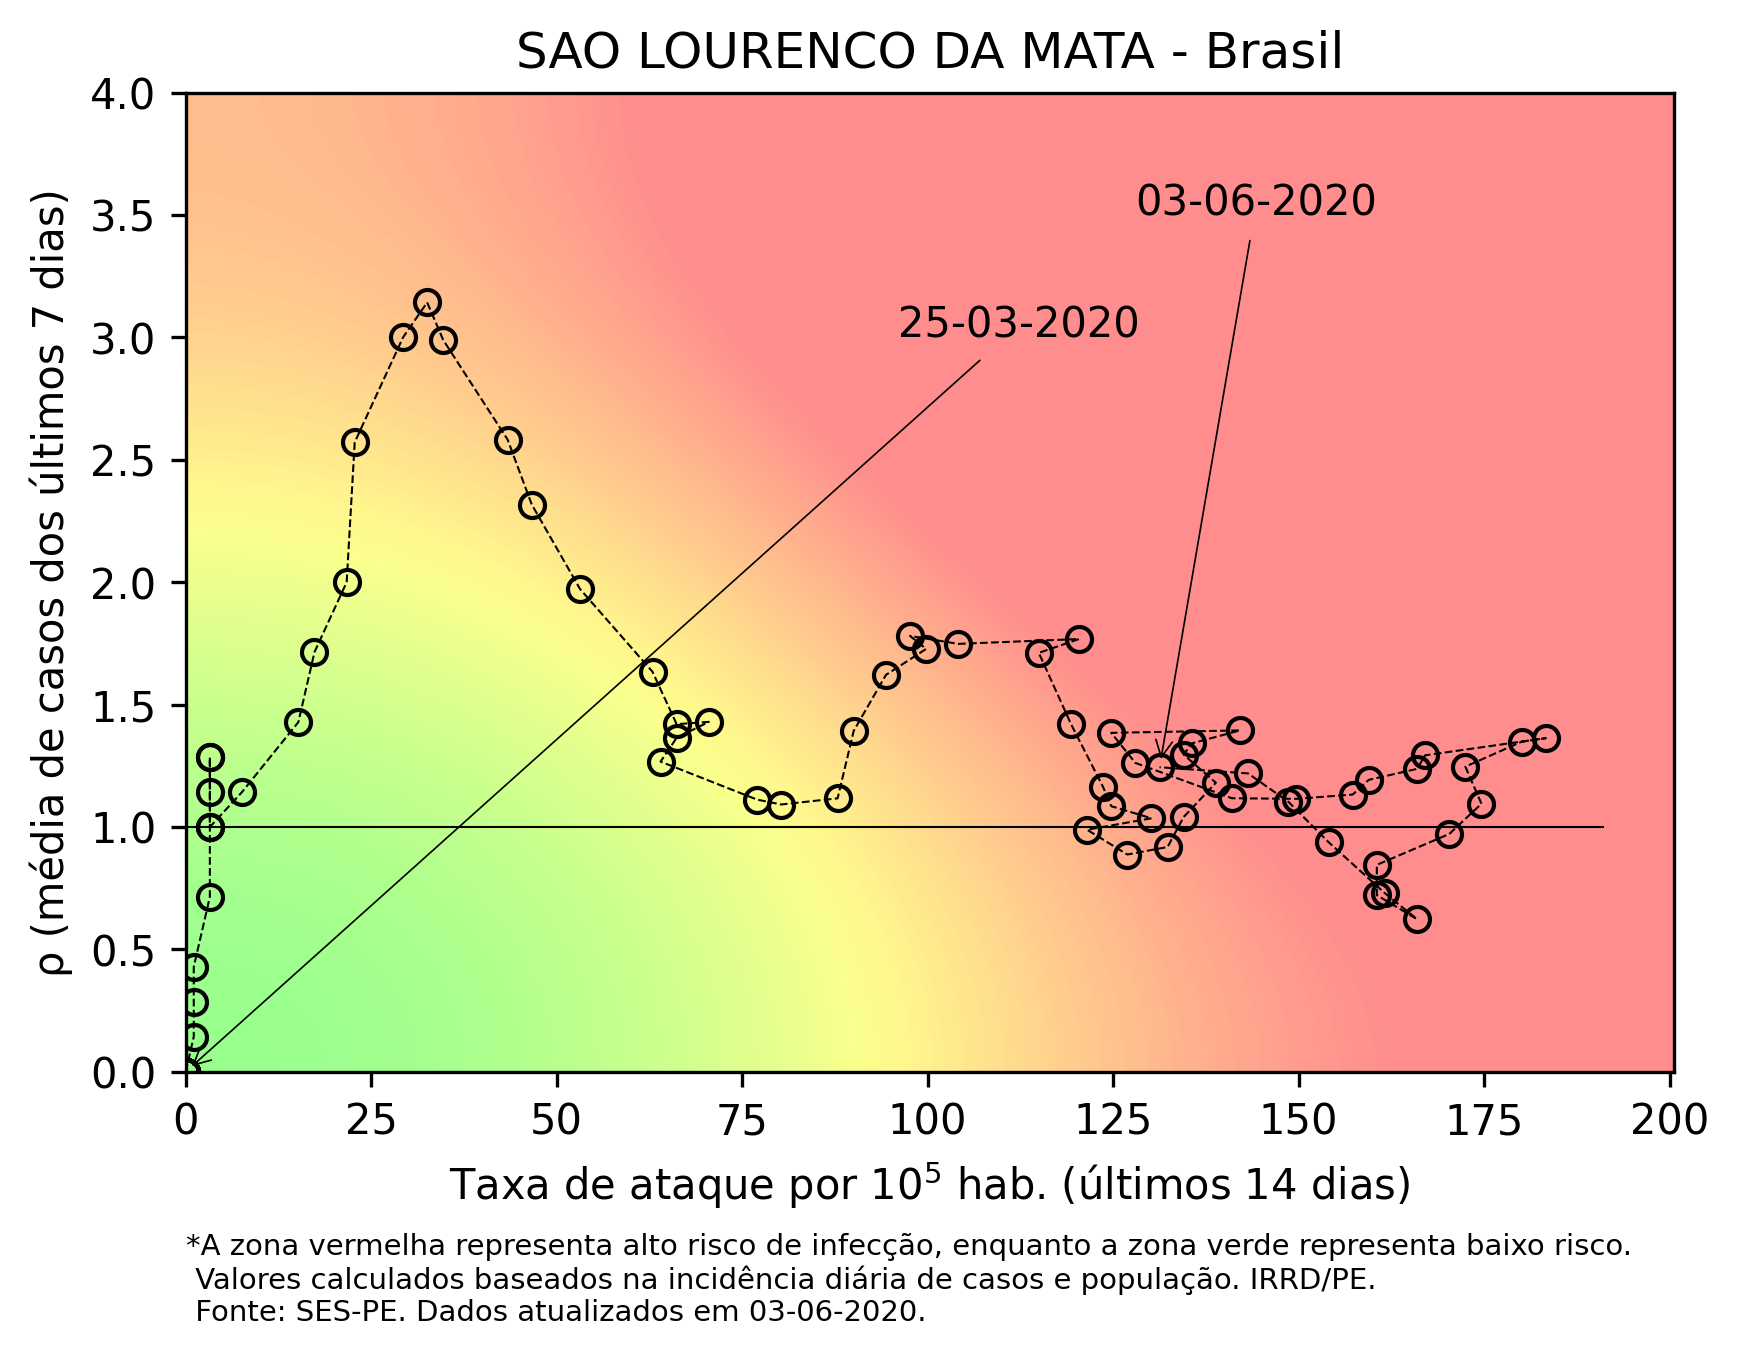 SAO LOURENCO DA MATA - Brasil
4.0
3.5
3.0
2.5
2.0
1.5
1.0
0.5
0.0
ρ (média de casos dos últimos 7 dias)
03-06-2020
25-03-2020
0 25 50 75 100 125 150 175 200
Taxa de ataque por 10⁵ hab. (últimos 14 dias)
*A zona vermelha representa alto risco de infecção, enquanto a zona verde representa baixo risco.
Valores calculados baseados na incidência diária de casos e população. IRRD/PE.
Fonte: SES-PE. Dados atualizados em 03-06-2020.